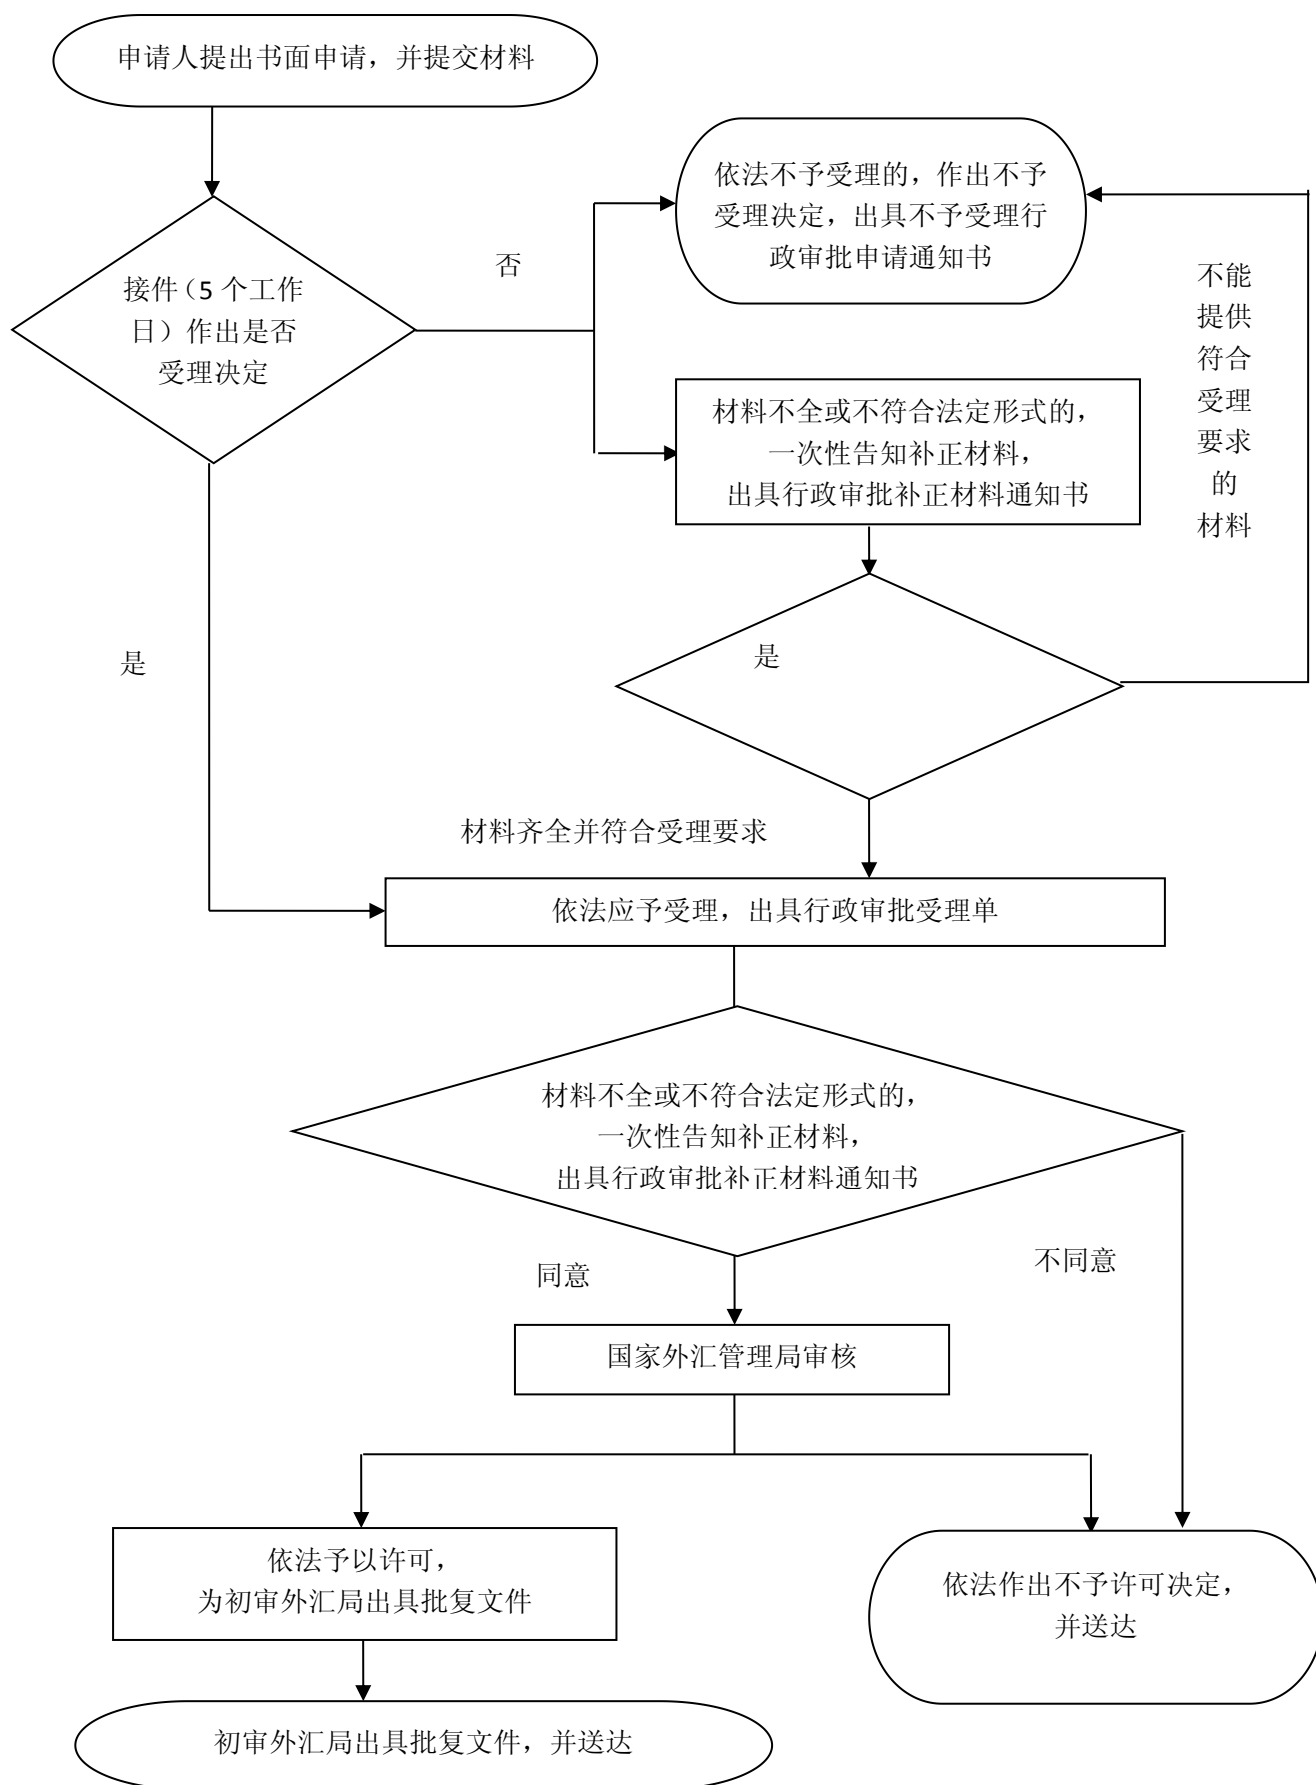 申请人提出书面申请，并提交材料
依法不予受理的，作出不予
受理决定，出具不予受理行
政审批申请通知书
否
接件（5 个工作
日）作出是否
受理决定
不能
提供
符合
受理
要求
的
材料
材料不全或不符合法定形式的，
一次性告知补正材料，
出具行政审批补正材料通知书
是
是
材料齐全并符合受理要求
依法应予受理，出具行政审批受理单
材料不全或不符合法定形式的，
一次性告知补正材料，
出具行政审批补正材料通知书
同意
不同意
国家外汇管理局审核
依法予以许可，
为初审外汇局出具批复文件
依法作出不予许可决定，
并送达
初审外汇局出具批复文件，并送达